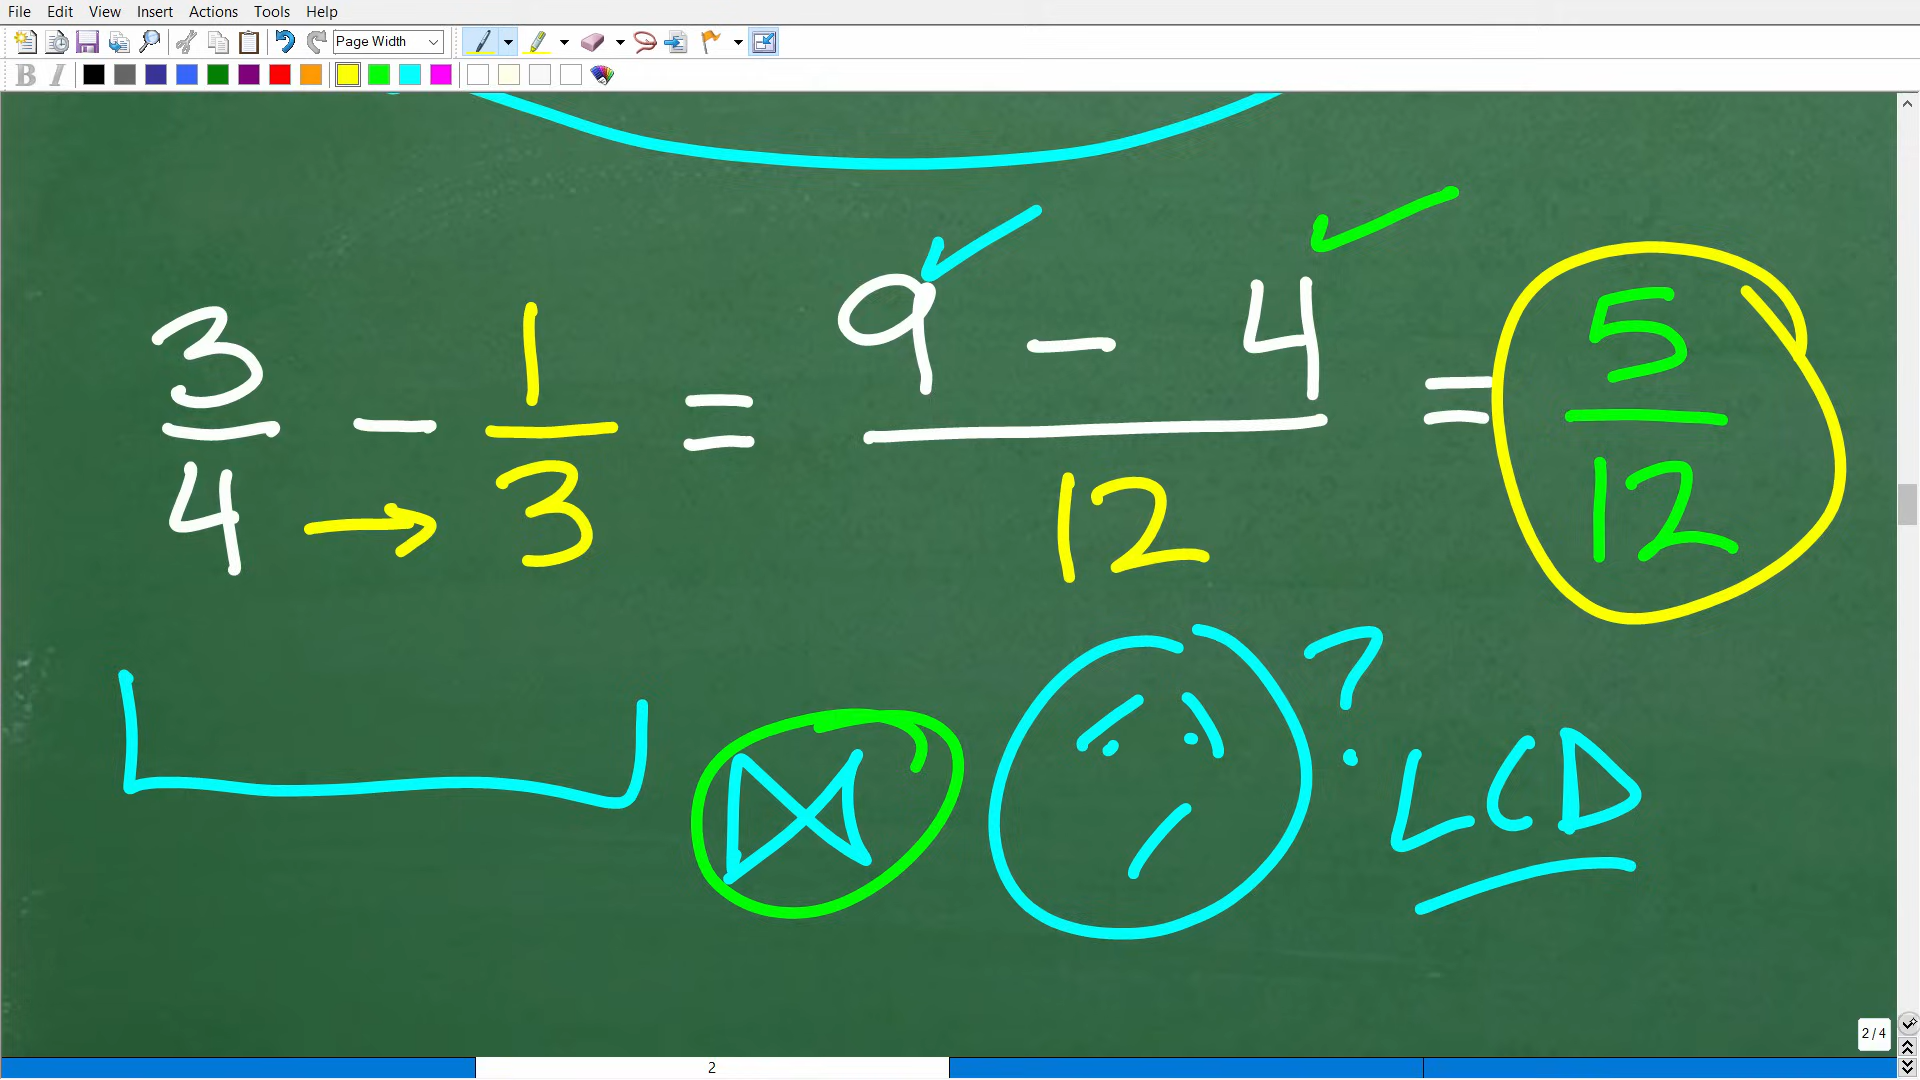 File Edit View Insert Actions Tools Help
Page Width
B I
3/4 - 1/3 = 9 - 4 / 12 = 5/12
→
?
LCD
2 / 4
2